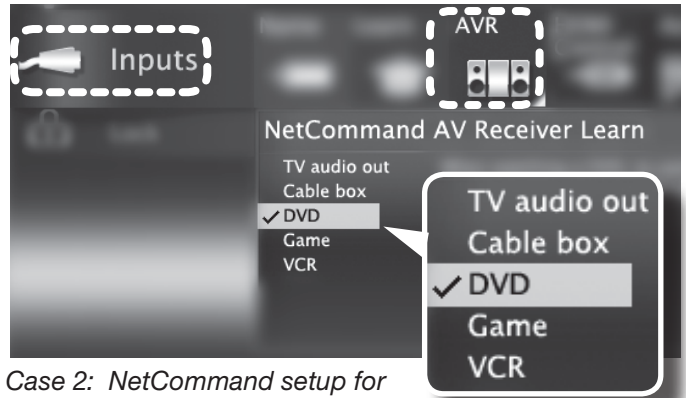 Inputs
AVR
NetCommand AV Receiver Learn
TV audio out
Cable box
✓ DVD
Game
VCR
TV audio out
Cable box
✓ DVD
Game
VCR
Case 2: NetCommand setup for